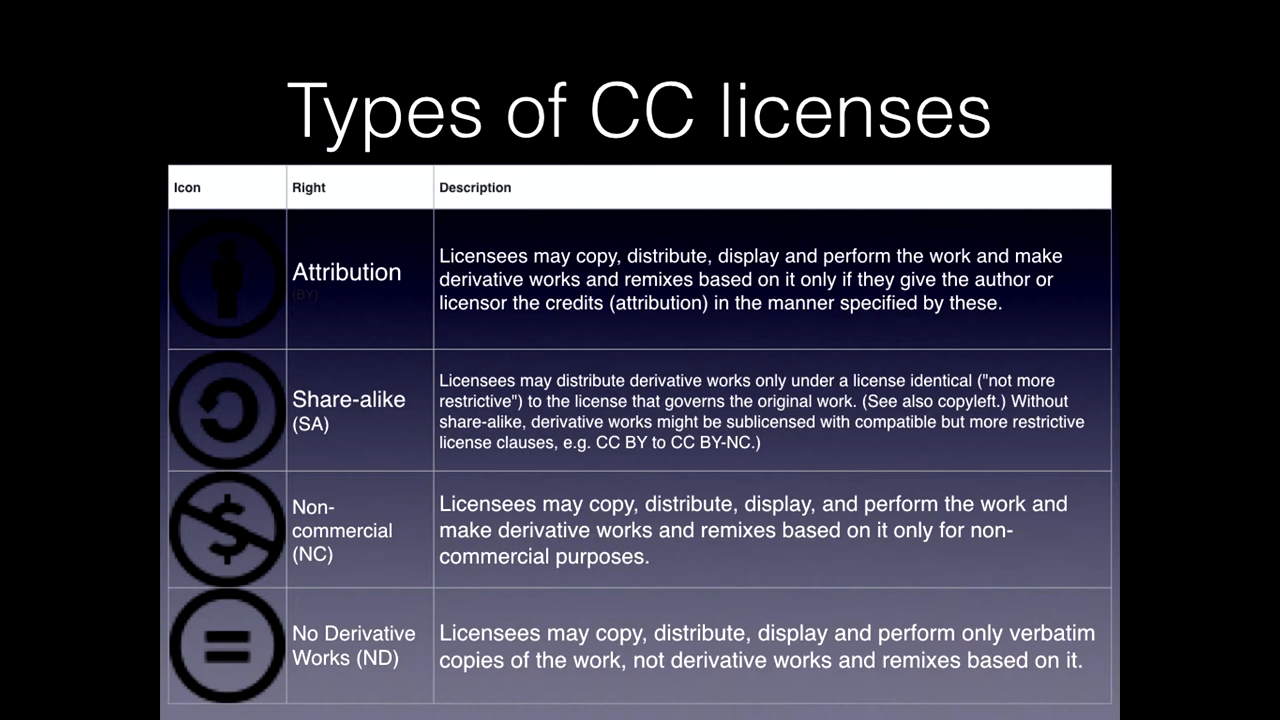 Types of CC licenses
Icon
Right
Description
Attribution
(BY)
Licensees may copy, distribute, display and perform the work and make
derivative works and remixes based on it only if they give the author or
licensor the credits (attribution) in the manner specified by these.
Share-alike
(SA)
Licensees may distribute derivative works only under a license identical ("not more
restrictive") to the license that governs the original work. (See also copyleft.) Without
share-alike, derivative works might be sublicensed with compatible but more restrictive
license clauses, e.g. CC BY to CC BY-NC.)
Non-
commercial
(NC)
Licensees may copy, distribute, display, and perform the work and
make derivative works and remixes based on it only for non-
commercial purposes.
No Derivative
Works (ND)
Licensees may copy, distribute, display and perform only verbatim
copies of the work, not derivative works and remixes based on it.